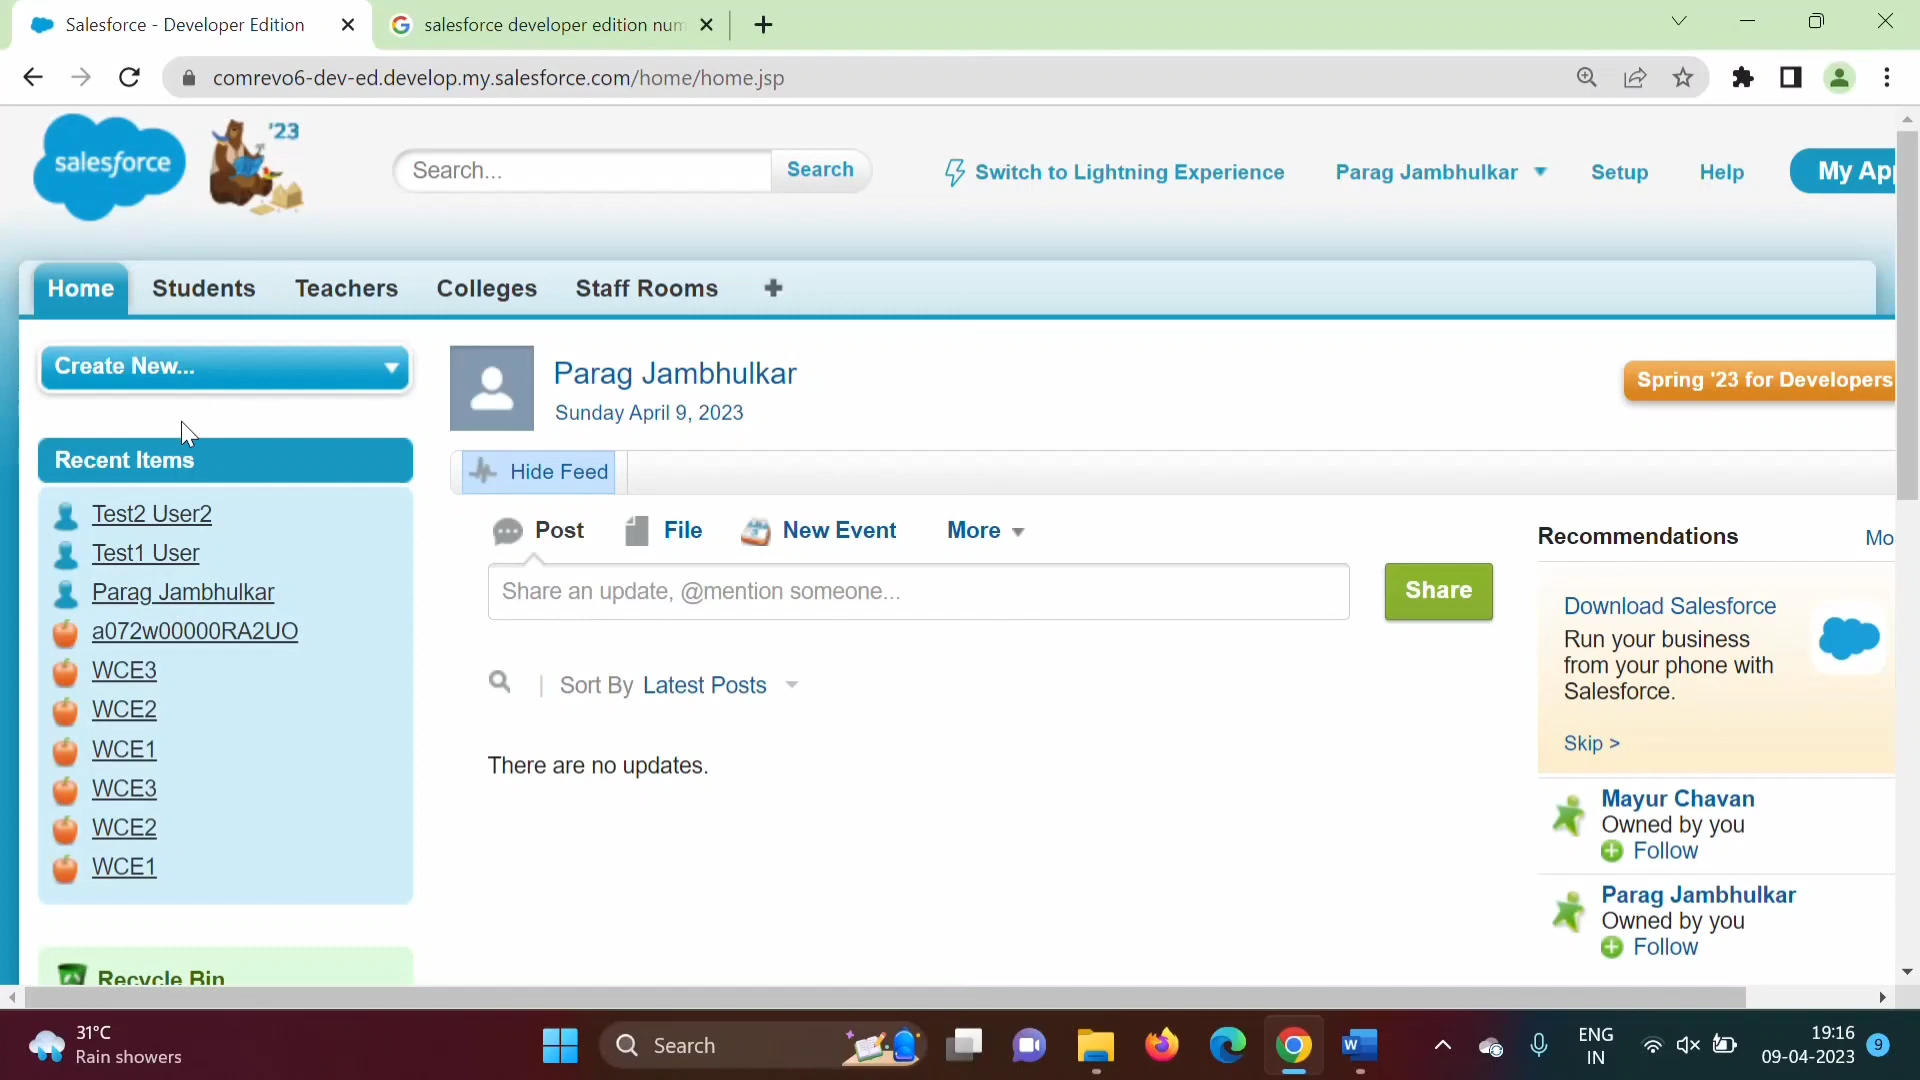 Salesforce - Developer Edition
salesforce developer edition num
comrevo6-dev-ed.develop.my.salesforce.com/home/home.jsp
salesforce
'23
Search...
Search
Switch to Lightning Experience
Parag Jambhulkar
Setup
Help
My App
Home
Students
Teachers
Colleges
Staff Rooms
Create New...
Recent Items
Test2 User2
Test1 User
Parag Jambhulkar
a072w00000RA2UO
WCE3
WCE2
WCE1
WCE3
WCE2
WCE1
Recycle Bin
Parag Jambhulkar
Sunday April 9, 2023
Spring '23 for Developers
Hide Feed
Post
File
New Event
More
Share an update, @mention someone...
Share
Sort By Latest Posts
There are no updates.
Recommendations
Mo
Download Salesforce
Run your business
from your phone with
Salesforce.
Skip >
Mayur Chavan
Owned by you
Follow
Parag Jambhulkar
Owned by you
Follow
31°C
Rain showers
Search
W
ENG
IN
19:16
09-04-2023
9